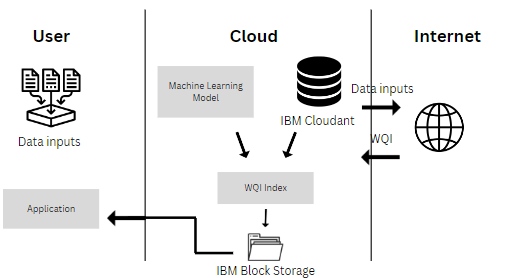 User
Cloud
Internet
Machine Learning
Model
Data inputs
IBM Cloudant
Data inputs
WQI
WQI Index
Application
IBM Block Storage